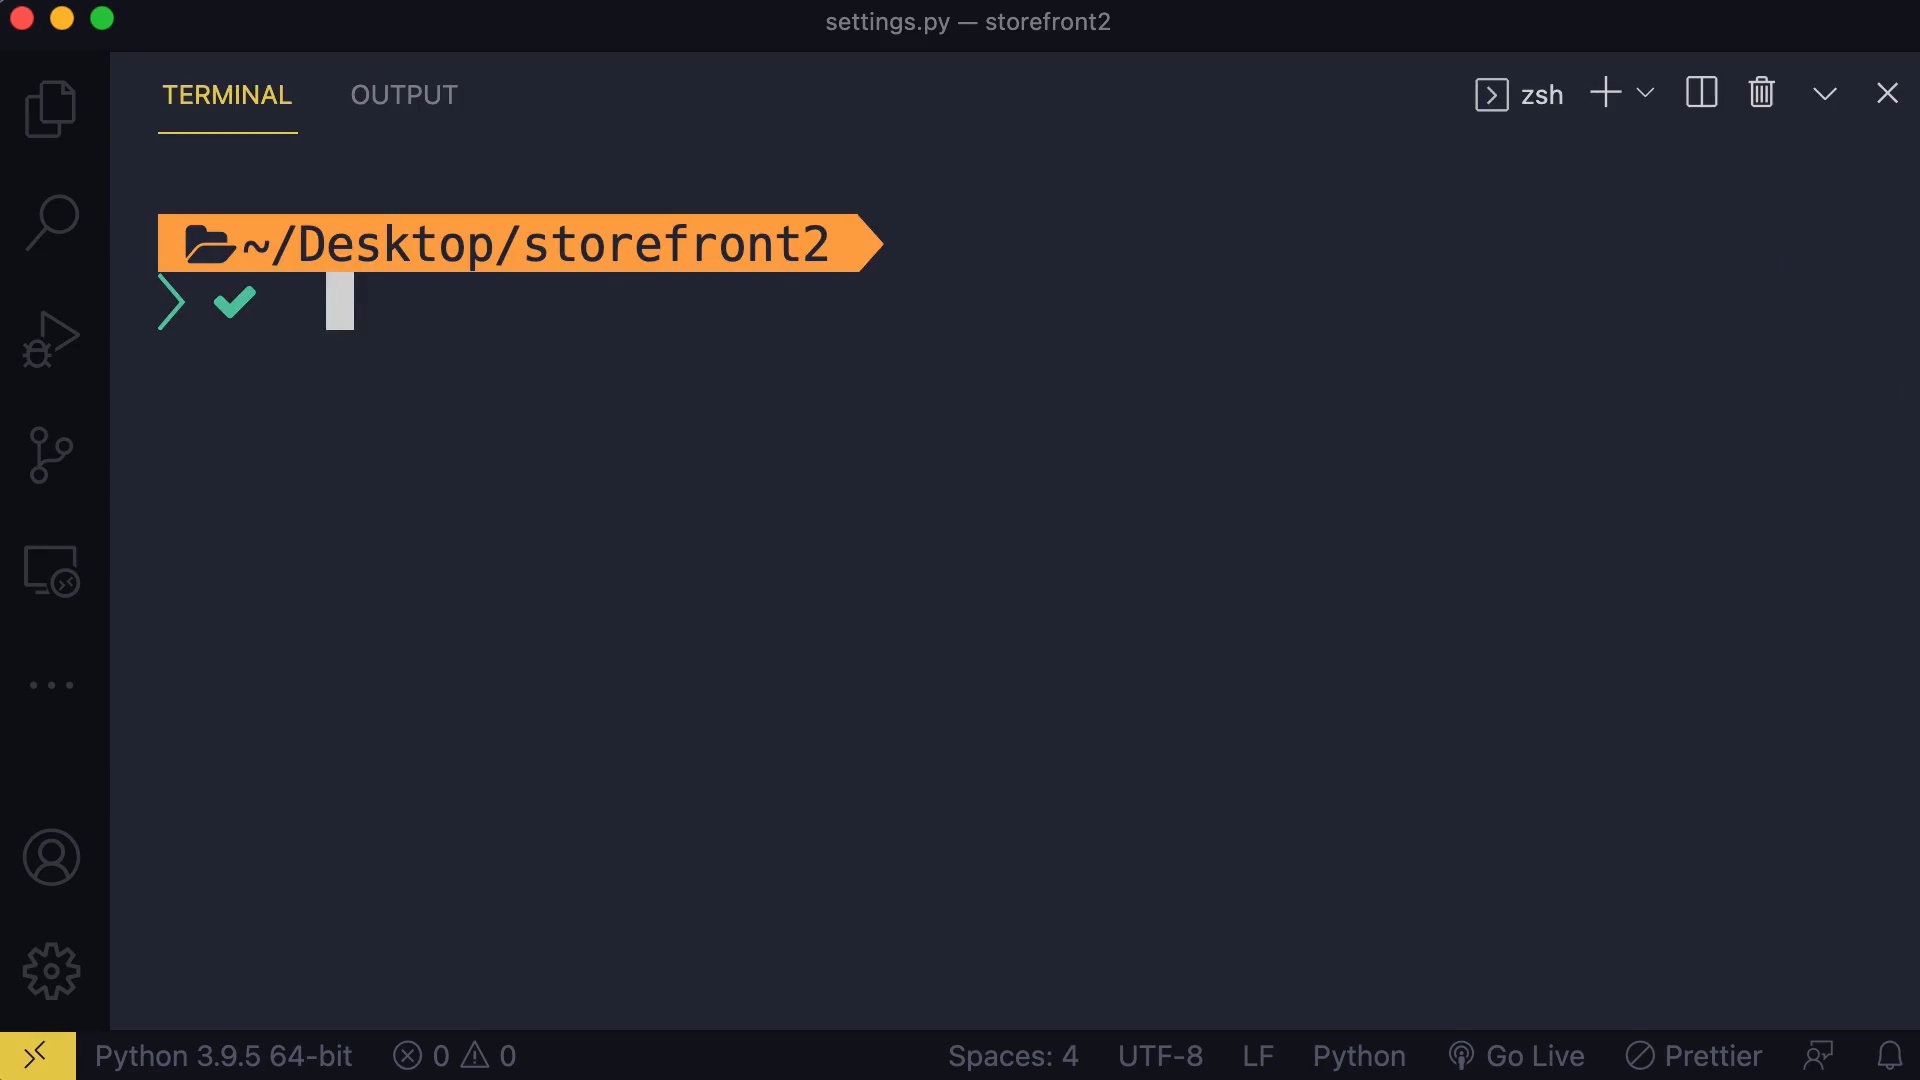 settings.py — storefront2
TERMINAL
OUTPUT
zsh
~/Desktop/storefront2
Python 3.9.5 64-bit
0
0
Spaces: 4
UTF-8
LF
Python
Go Live
Prettier